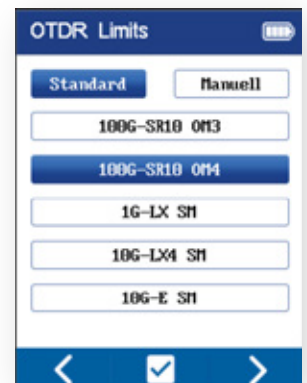 OTDR Limits
Standard Manuell
100G-SR10 OM3
100G-SR10 OM4
1G-LX SM
10G-LX4 SM
10G-E SM